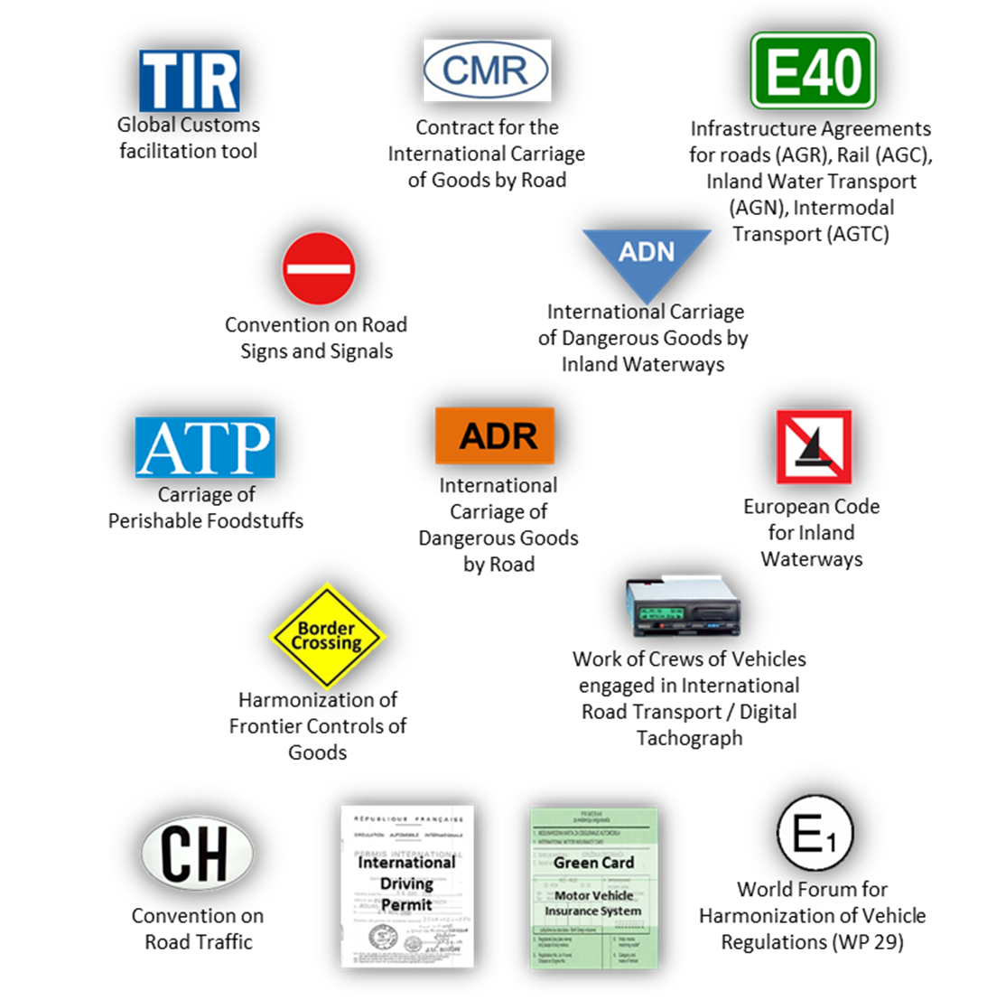 TIR
Global Customs
facilitation tool
CMR
Contract for the
International Carriage
of Goods by Road
E40
Infrastructure Agreements
for roads (AGR), Rail (AGC),
Inland Water Transport
(AGN), Intermodal
Transport (AGTC)
Convention on Road
Signs and Signals
ADN
International Carriage
of Dangerous Goods by
Inland Waterways
ATP
Carriage of
Perishable Foodstuffs
ADR
International
Carriage of
Dangerous Goods
by Road
European Code
for Inland
Waterways
Border
Crossing
Harmonization of
Frontier Controls of
Goods
Work of Crews of Vehicles
engaged in International
Road Transport / Digital
Tachograph
CH
Convention on
Road Traffic
RÉPUBLIQUE FRANÇAISE
CIRCULATION AUTOMOBILE INTERNATIONALE
PERMIS INTERNATIONAL
International
Driving
Permit
Green Card
Motor Vehicle
Insurance System
E1
World Forum for
Harmonization of Vehicle
Regulations (WP 29)